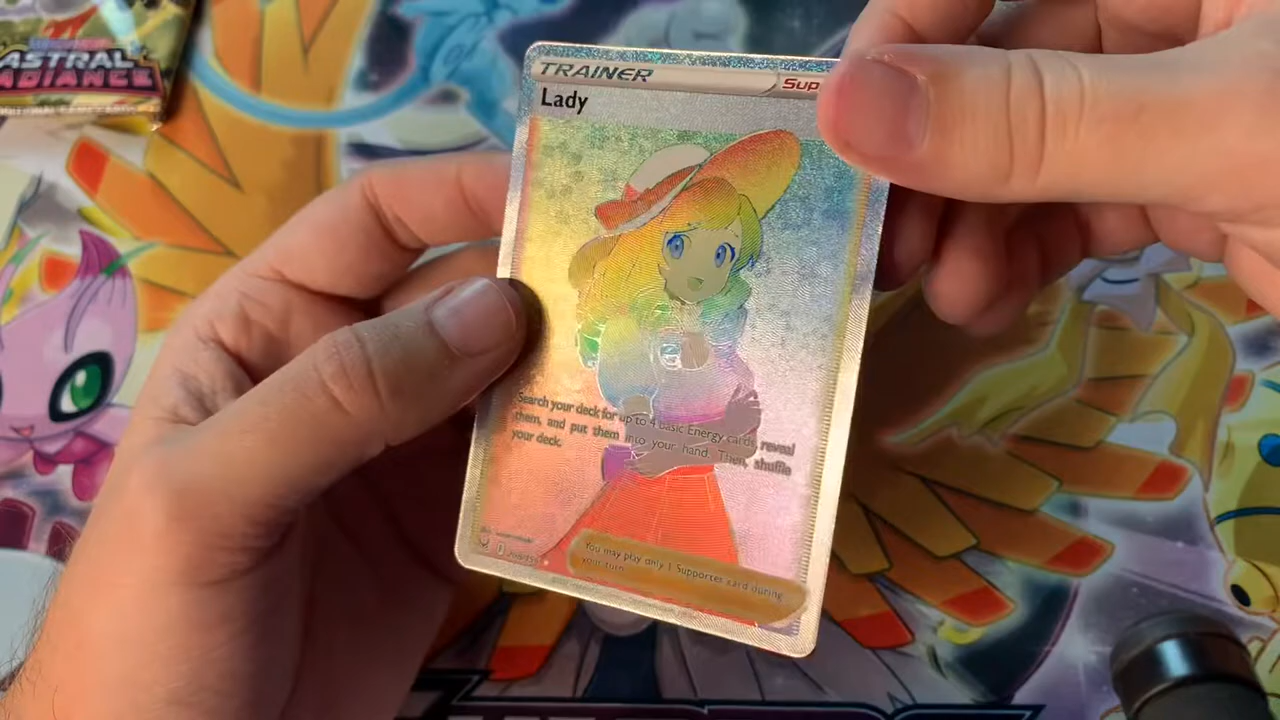 ASTRAL
RADIANCE
TRAINER
Sup
Lady
Search your deck for up to 4 basic Energy cards, reveal
them, and put them into your hand. Then, shuffle
your deck.
You may play only 1 Supporter card during
your turn.